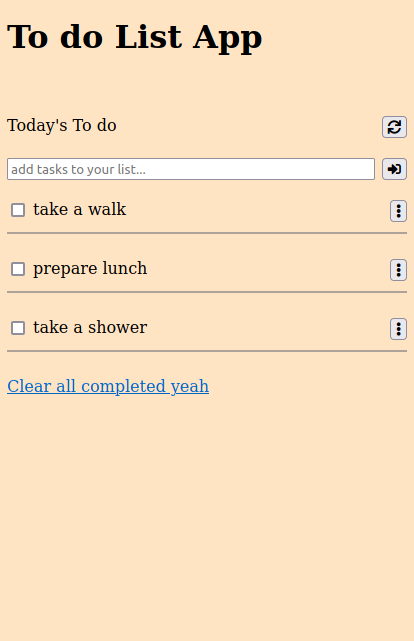 To do List App
Today's To do
add tasks to your list...
take a walk
prepare lunch
take a shower
Clear all completed yeah